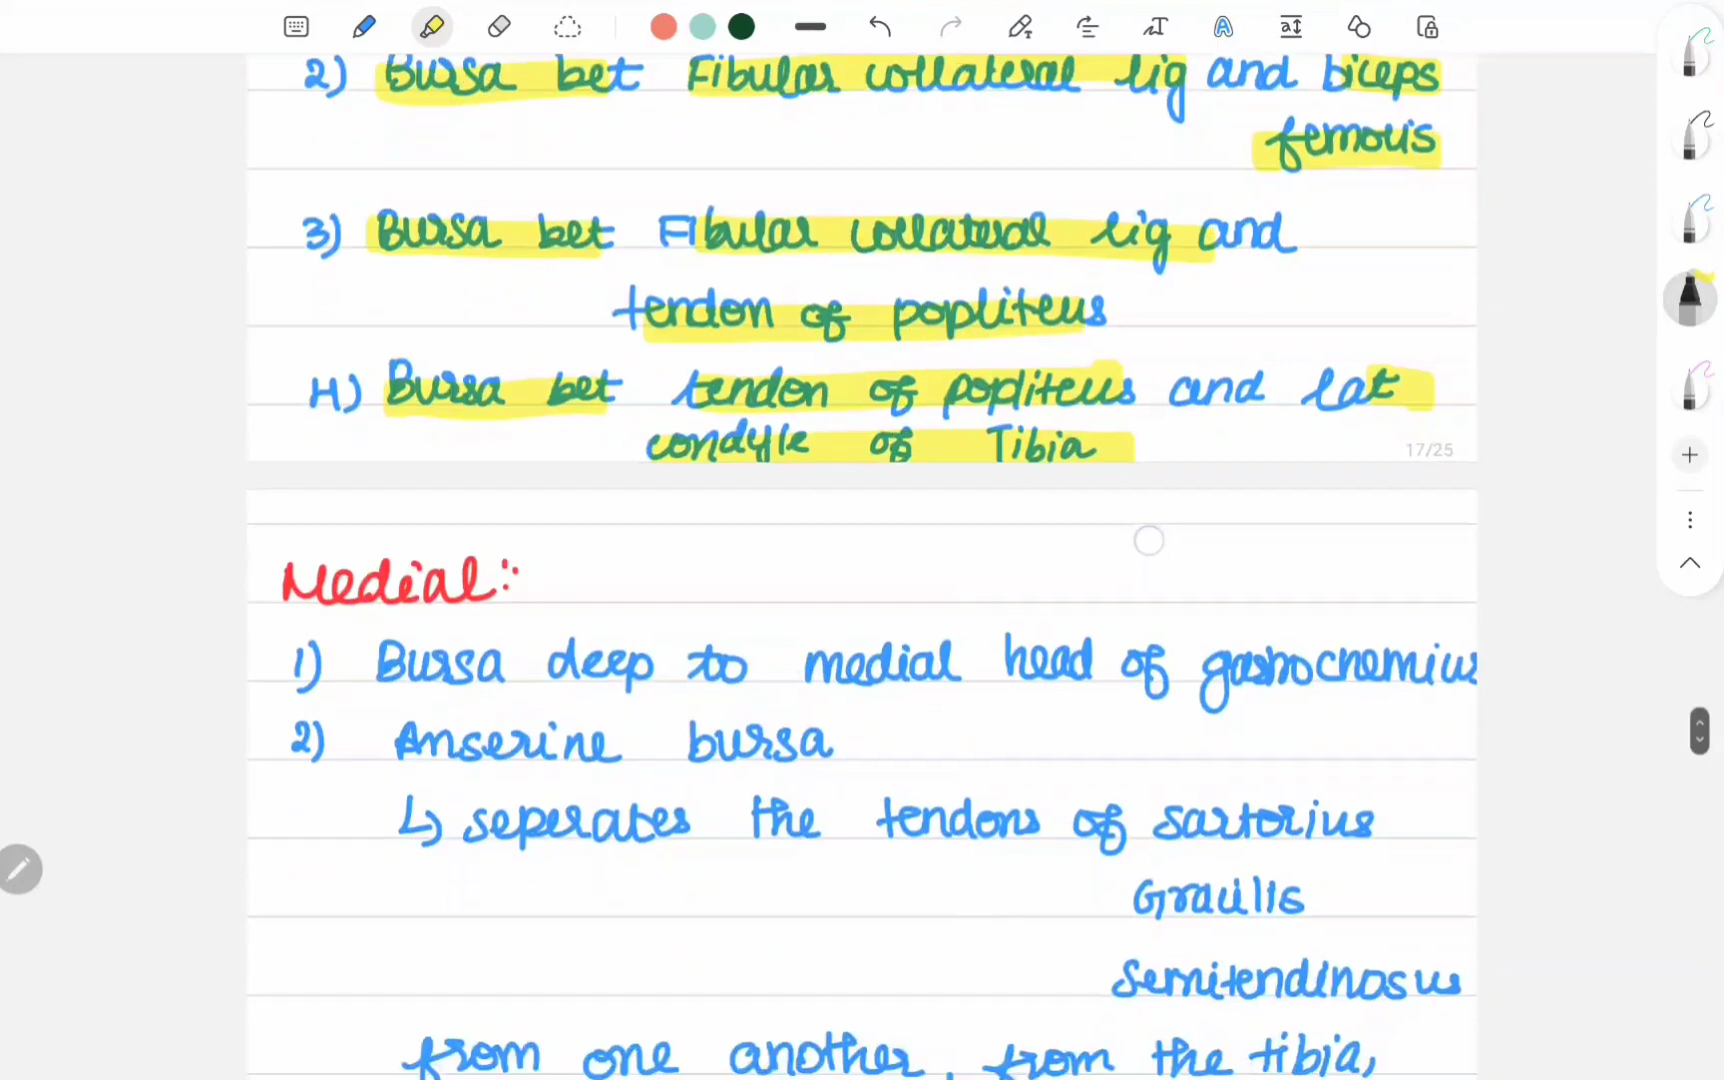 2) Bursa bet Fibular collateral lig and biceps
femoris
3) Bursa bet Fibular collateral lig and
tendon of popliteus
4) Bursa bet tendon of popliteus and lat
condyle of Tibia
17/25
Medial:
1) Bursa deep to medial head of gastrocnemius
2) Anserine bursa
↳ seperates the tendons of sartorius
Gracilis
Semitendinosus
from one another, from the tibia,